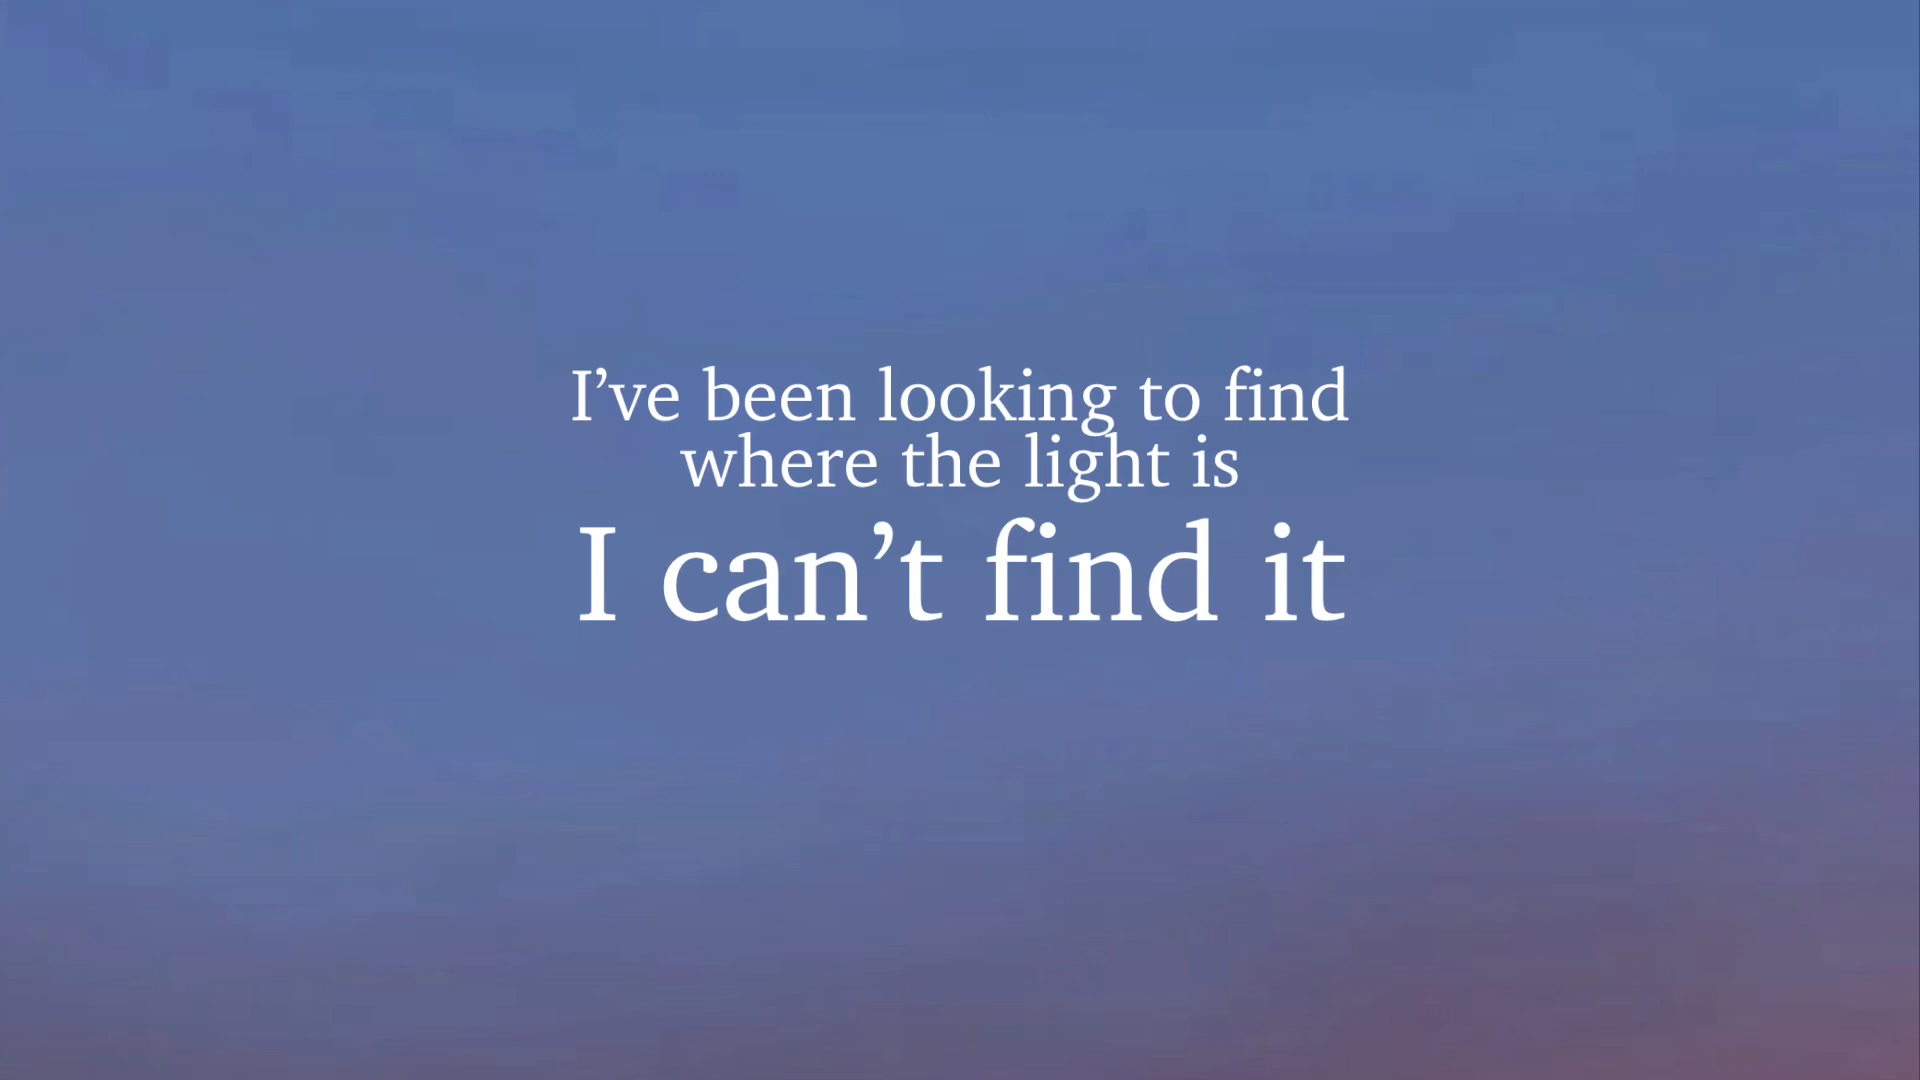 I’ve been looking to find
where the light is
I can’t find it